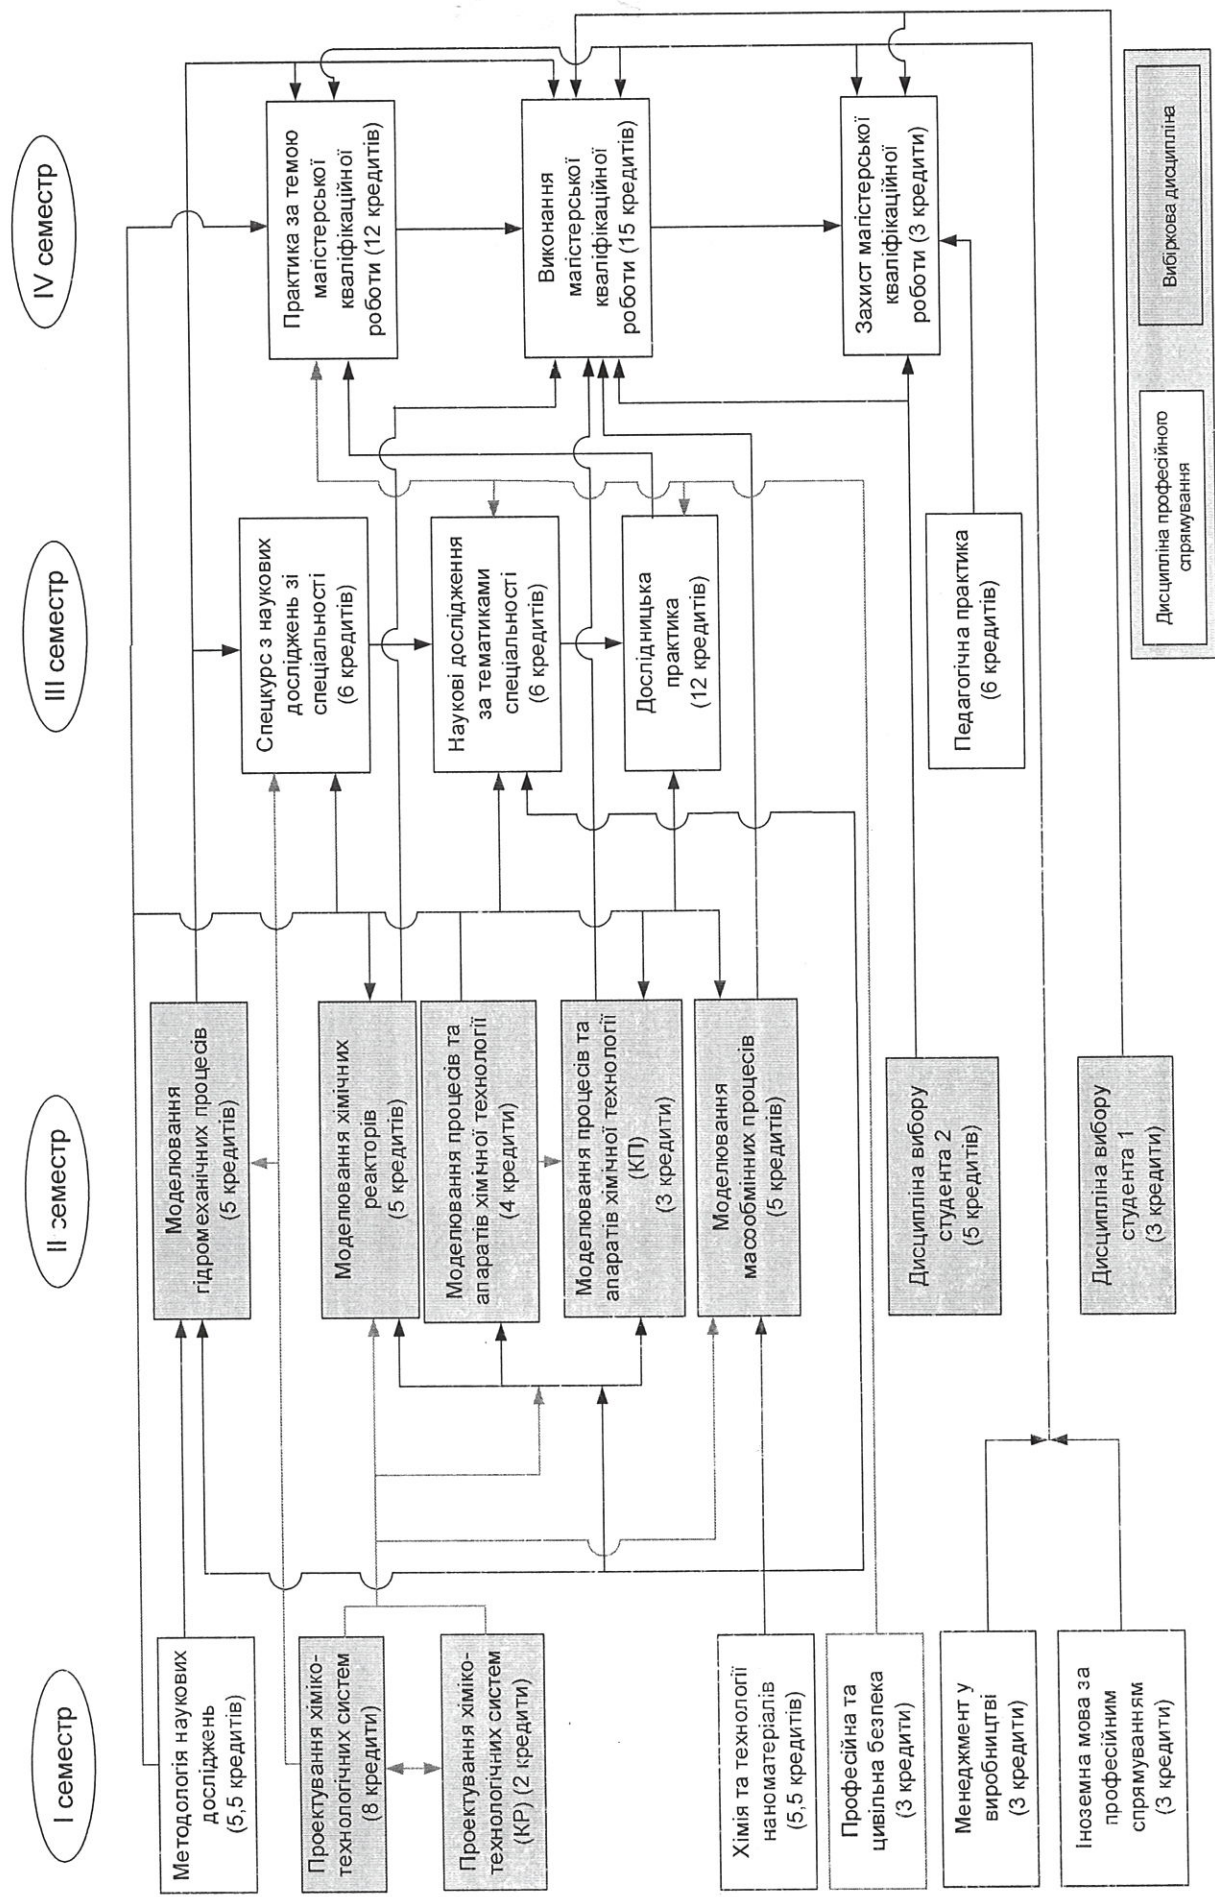 I семестр
II семестр
III семестр
IV семестр
Методологія наукових
досліджень
(5,5 кредитів)
Проектування хіміко-
технологічних систем
(8 кредити)
Проектування хіміко-
технологічних систем
(КР) (2 кредити)
Хімія та технології
наноматеріалів
(5,5 кредитів)
Професійна та
цивільна безпека
(3 кредити)
Менеджмент у
виробництві
(3 кредити)
Іноземна мова за
професійним
спрямуванням
(3 кредити)
Моделювання
гідромеханічних процесів
(5 кредитів)
Моделювання хімічних
реакторів
(5 кредитів)
Моделювання процесів та
апаратів хімічної технології
(4 кредити)
Моделювання процесів та
апаратів хімічної технології
(КП)
(3 кредити)
Моделювання
масообмінних процесів
(5 кредитів)
Дисципліна вибору
студента 2
(5 кредитів)
Дисципліна вибору
студента 1
(3 кредити)
Спецкурс з наукових
досліджень зі
спеціальності
(6 кредитів)
Наукові дослідження
за тематиками
спеціальності
(6 кредитів)
Дослідницька
практика
(12 кредитів)
Педагогічна практика
(6 кредитів)
Практика за темою
магістерської
кваліфікаційної
роботи (12 кредитів)
Виконання
магістерської
кваліфікаційної
роботи (15 кредитів)
Захист магістерської
кваліфікаційної
роботи (3 кредити)
Дисципліна професійного
спрямування
Вибіркова дисципліна